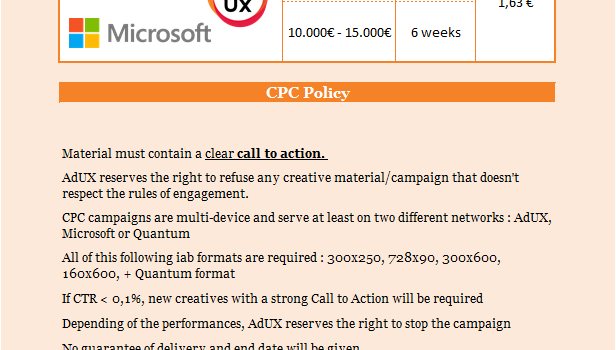 UX
1,63 €
Microsoft
10.000€ - 15.000€
6 weeks
CPC Policy
Material must contain a clear call to action.
AdUX reserves the right to refuse any creative material/campaign that doesn't
respect the rules of engagement.
CPC campaigns are multi-device and serve at least on two different networks : AdUX,
Microsoft or Quantum
All of this following iab formats are required : 300x250, 728x90, 300x600,
160x600, + Quantum format
If CTR < 0,1%, new creatives with a strong Call to Action will be required
Depending of the performances, AdUX reserves the right to stop the campaign
No guarantee of delivery and end date will be given